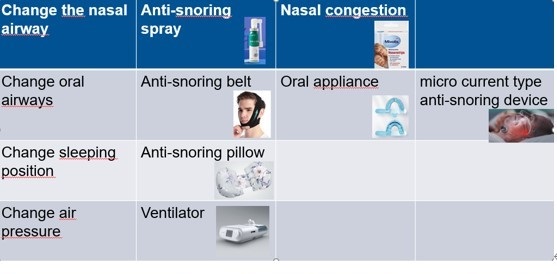 Change the nasal airway
Anti-snoring spray
Nasal congestion
Change oral airways
Anti-snoring belt
Oral appliance
micro current type anti-snoring device
Change sleeping position
Anti-snoring pillow
Change air pressure
Ventilator